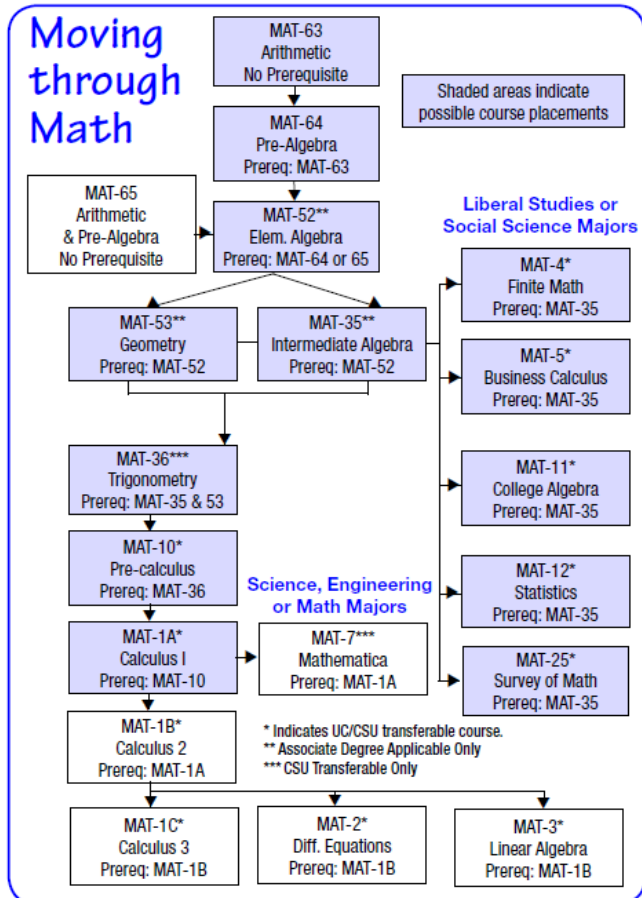 Moving
through
Math
MAT-63
Arithmetic
No Prerequisite
Shaded areas indicate
possible course placements
MAT-64
Pre-Algebra
Prereq: MAT-63
MAT-65
Arithmetic
& Pre-Algebra
No Prerequisite
MAT-52**
Elem. Algebra
Prereq: MAT-64 or 65
Liberal Studies or
Social Science Majors
MAT-4*
Finite Math
Prereq: MAT-35
MAT-53**
Geometry
Prereq: MAT-52
MAT-35**
Intermediate Algebra
Prereq: MAT-52
MAT-5*
Business Calculus
Prereq: MAT-35
MAT-36***
Trigonometry
Prereq: MAT-35 & 53
MAT-11*
College Algebra
Prereq: MAT-35
MAT-10*
Pre-calculus
Prereq: MAT-36
MAT-12*
Statistics
Prereq: MAT-35
Science, Engineering
or Math Majors
MAT-1A*
Calculus I
Prereq: MAT-10
MAT-7***
Mathematica
Prereq: MAT-1A
MAT-25*
Survey of Math
Prereq: MAT-35
MAT-1B*
Calculus 2
Prereq: MAT-1A
* Indicates UC/CSU transferable course.
** Associate Degree Applicable Only
*** CSU Transferable Only
MAT-1C*
Calculus 3
Prereq: MAT-1B
MAT-2*
Diff. Equations
Prereq: MAT-1B
MAT-3*
Linear Algebra
Prereq: MAT-1B